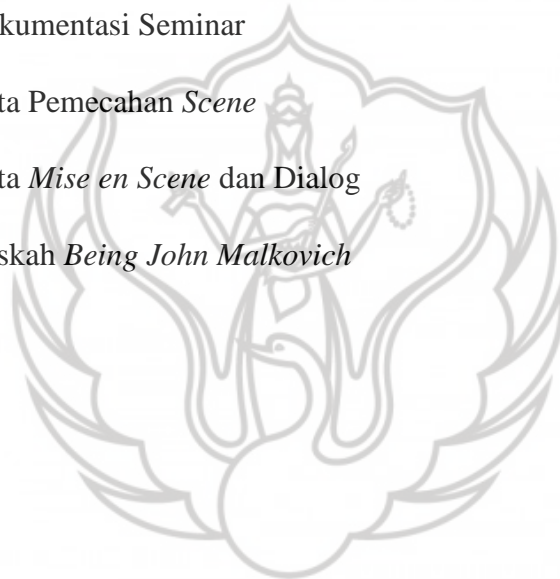 kumentasi Seminar
ta Pemecahan Scene
ta Mise en Scene dan Dialog
skah Being John Malkovich